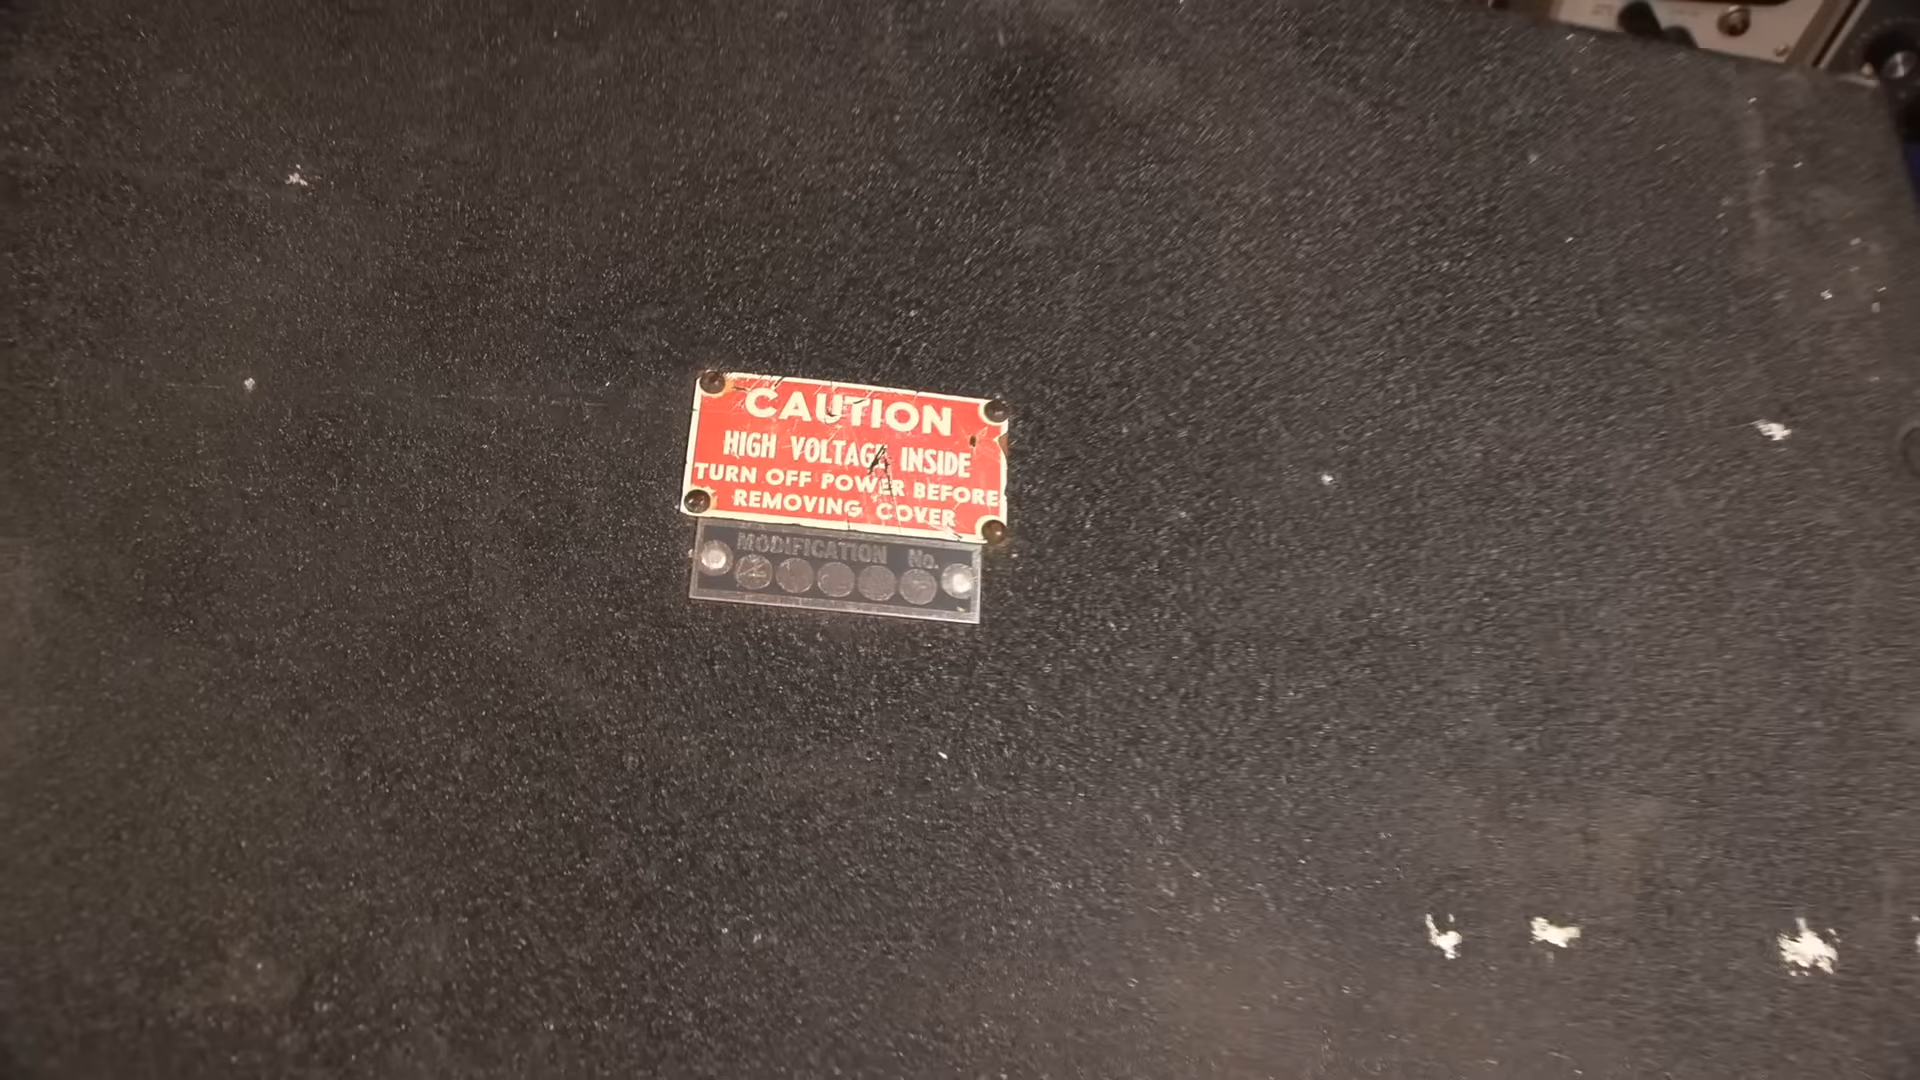 CAUTION
HIGH VOLTAGE INSIDE
TURN OFF POWER BEFORE
REMOVING COVER
MODIFICATION No.